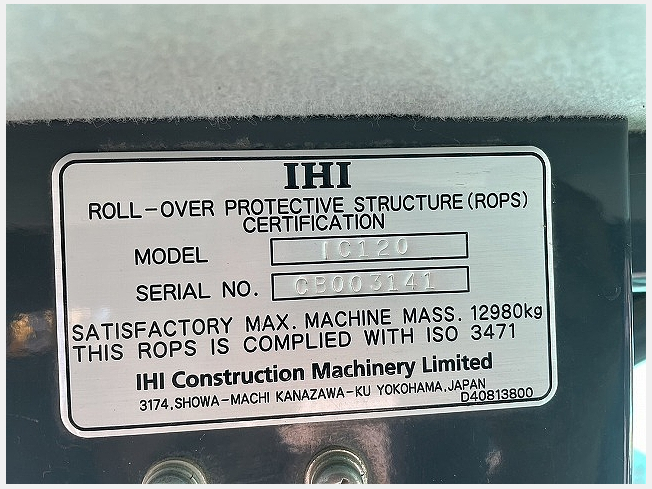 IHI
ROLL-OVER PROTECTIVE STRUCTURE (ROPS)
CERTIFICATION
MODEL IC120
SERIAL NO. CB003141
SATISFACTORY MAX. MACHINE MASS. 12980kg
THIS ROPS IS COMPLIED WITH ISO 3471
IHI Construction Machinery Limited
3174,SHOWA-MACHI KANAZAWA-KU YOKOHAMA,JAPAN
D40813800